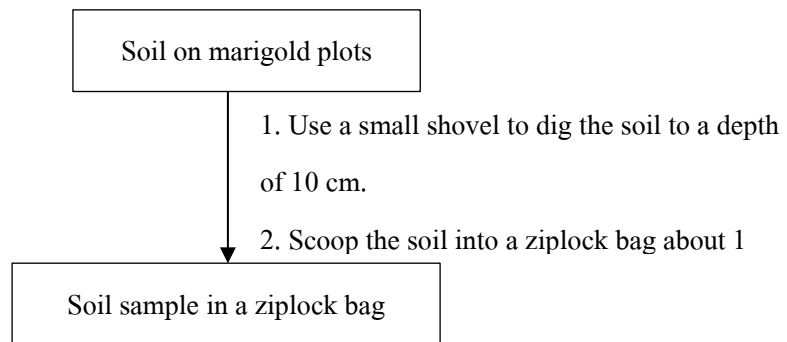 Soil on marigold plots
1. Use a small shovel to dig the soil to a depth
of 10 cm.
2. Scoop the soil into a ziplock bag about 1
Soil sample in a ziplock bag